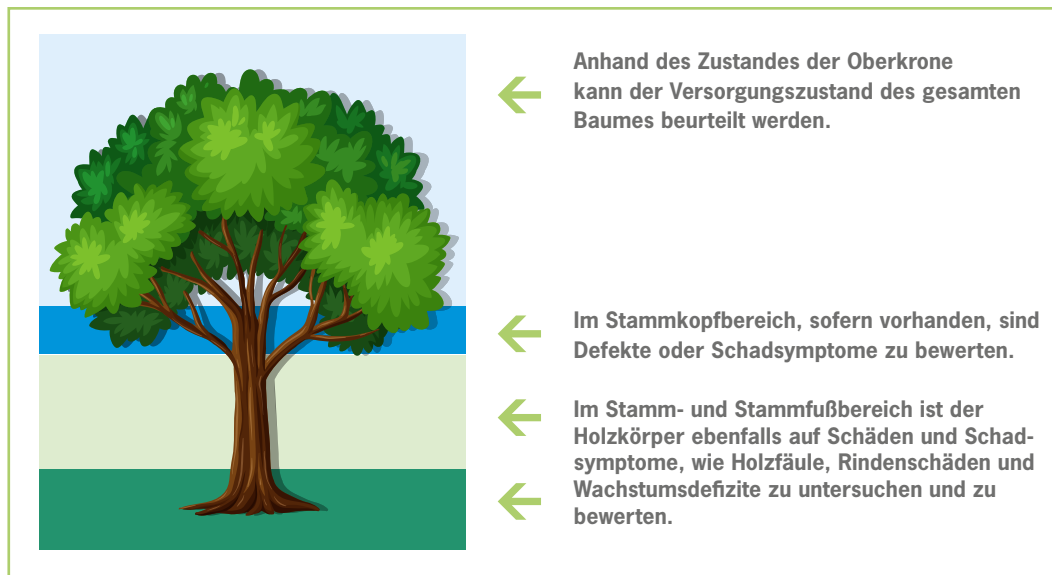 Anhand des Zustandes der Oberkrone
kann der Versorgungszustand des gesamten
Baumes beurteilt werden.
Im Stammkopfbereich, sofern vorhanden, sind
Defekte oder Schadsymptome zu bewerten.
Im Stamm- und Stammfußbereich ist der
Holzkörper ebenfalls auf Schäden und Schad-
symptome, wie Holzfäule, Rindenschäden und
Wachstumsdefizite zu untersuchen und zu
bewerten.